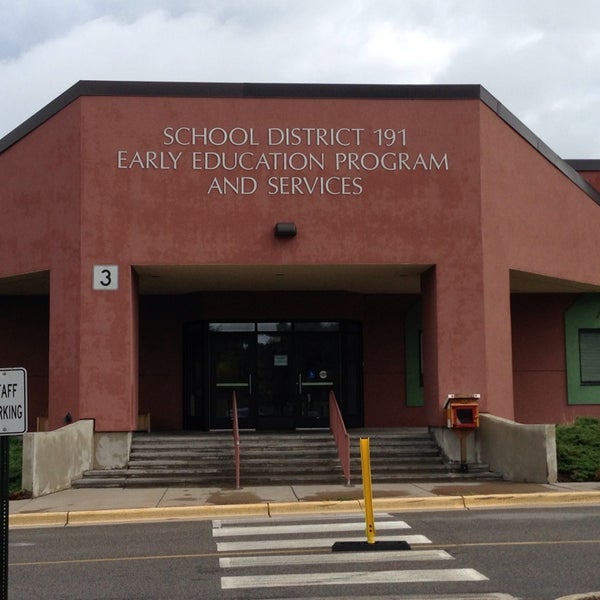 SCHOOL DISTRICT 191
EARLY EDUCATION PROGRAM
AND SERVICES
3
STAFF
PARKING